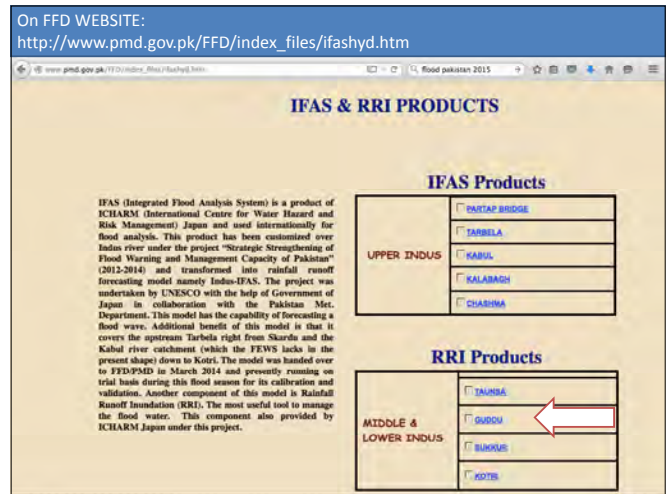 On FFD WEBSITE:
http://www.pmd.gov.pk/FFD/index_files/ifashyd.htm
www.pmd.gov.pk/FFD/index_files/ifashyd.htm
flood pakistan 2015
IFAS & RRI PRODUCTS
IFAS (Integrated Flood Analysis System) is a product of
ICHARM (International Centre for Water Hazard and
Risk Management) Japan and used internationally for
flood analysis. This product has been customized over
Indus river under the project "Strategic Strengthening of
Flood Warning and Management Capacity of Pakistan"
(2012-2014) and transformed into rainfall runoff
forecasting model namely Indus-IFAS. The project was
undertaken by UNESCO with the help of Government of
Japan in collaboration with the Pakistan Met.
Department. This model has the capability of forecasting a
flood wave. Additional benefit of this model is that it
covers the upstream Tarbela right from Skardu and the
Kabul river catchment (which the FEWS lacks in the
present shape) down to Kotri. The model was handed over
to FFD/PMD in March 2014 and presently running on
trial basis during this flood season for its calibration and
validation. Another component of this model is Rainfall
Runoff Inundation (RRI). The most useful tool to manage
the flood water. This component also provided by
ICHARM Japan under this project.
IFAS Products
UPPER INDUS
PARTAP BRIDGE
TARBELA
KABUL
KALABAGH
CHASHMA
RRI Products
MIDDLE &
LOWER INDUS
TAUNSA
GUDDU
SUKKUR
KOTRI